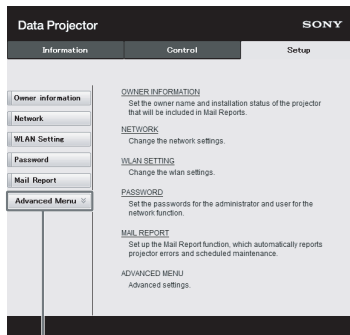 Data Projector
SONY
Information
Control
Setup
Owner information
Network
WLAN Setting
Password
Mail Report
Advanced Menu
OWNER INFORMATION
Set the owner name and installation status of the projector
that will be included in Mail Reports.
NETWORK
Change the network settings.
WLAN SETTING
Change the wlan settings.
PASSWORD
Set the passwords for the administrator and user for the
network function.
MAIL REPORT
Set up the Mail Report function, which automatically reports
projector errors and scheduled maintenance.
ADVANCED MENU
Advanced settings.